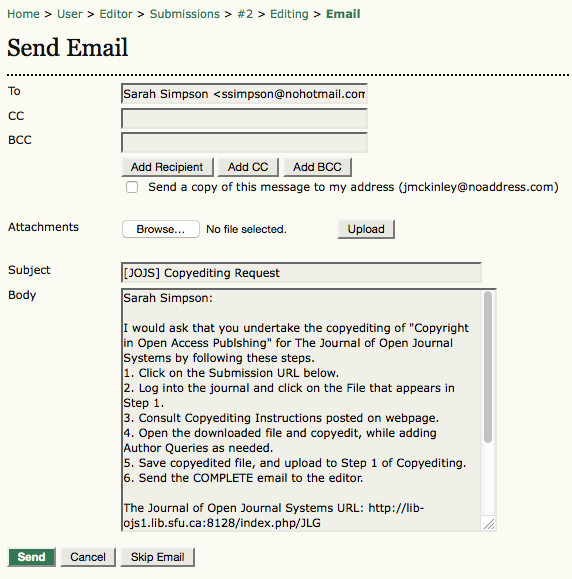 Home > User > Editor > Submissions > #2 > Editing > Email
Send Email
To
Sarah Simpson <ssimpson@nohotmail.com
CC
BCC
Add Recipient Add CC Add BCC
Send a copy of this message to my address (jmckinley@noaddress.com)
Attachments
Browse... No file selected. Upload
Subject
[JOJS] Copyediting Request
Body
Sarah Simpson:
I would ask that you undertake the copyediting of "Copyright
in Open Access Publshing" for The Journal of Open Journal
Systems by following these steps.
1. Click on the Submission URL below.
2. Log into the journal and click on the File that appears in
Step 1.
3. Consult Copyediting Instructions posted on webpage.
4. Open the downloaded file and copyedit, while adding
Author Queries as needed.
5. Save copyedited file, and upload to Step 1 of Copyediting.
6. Send the COMPLETE email to the editor.
The Journal of Open Journal Systems URL: http://lib-
ojs1.lib.sfu.ca:8128/index.php/JLG
Send Cancel Skip Email